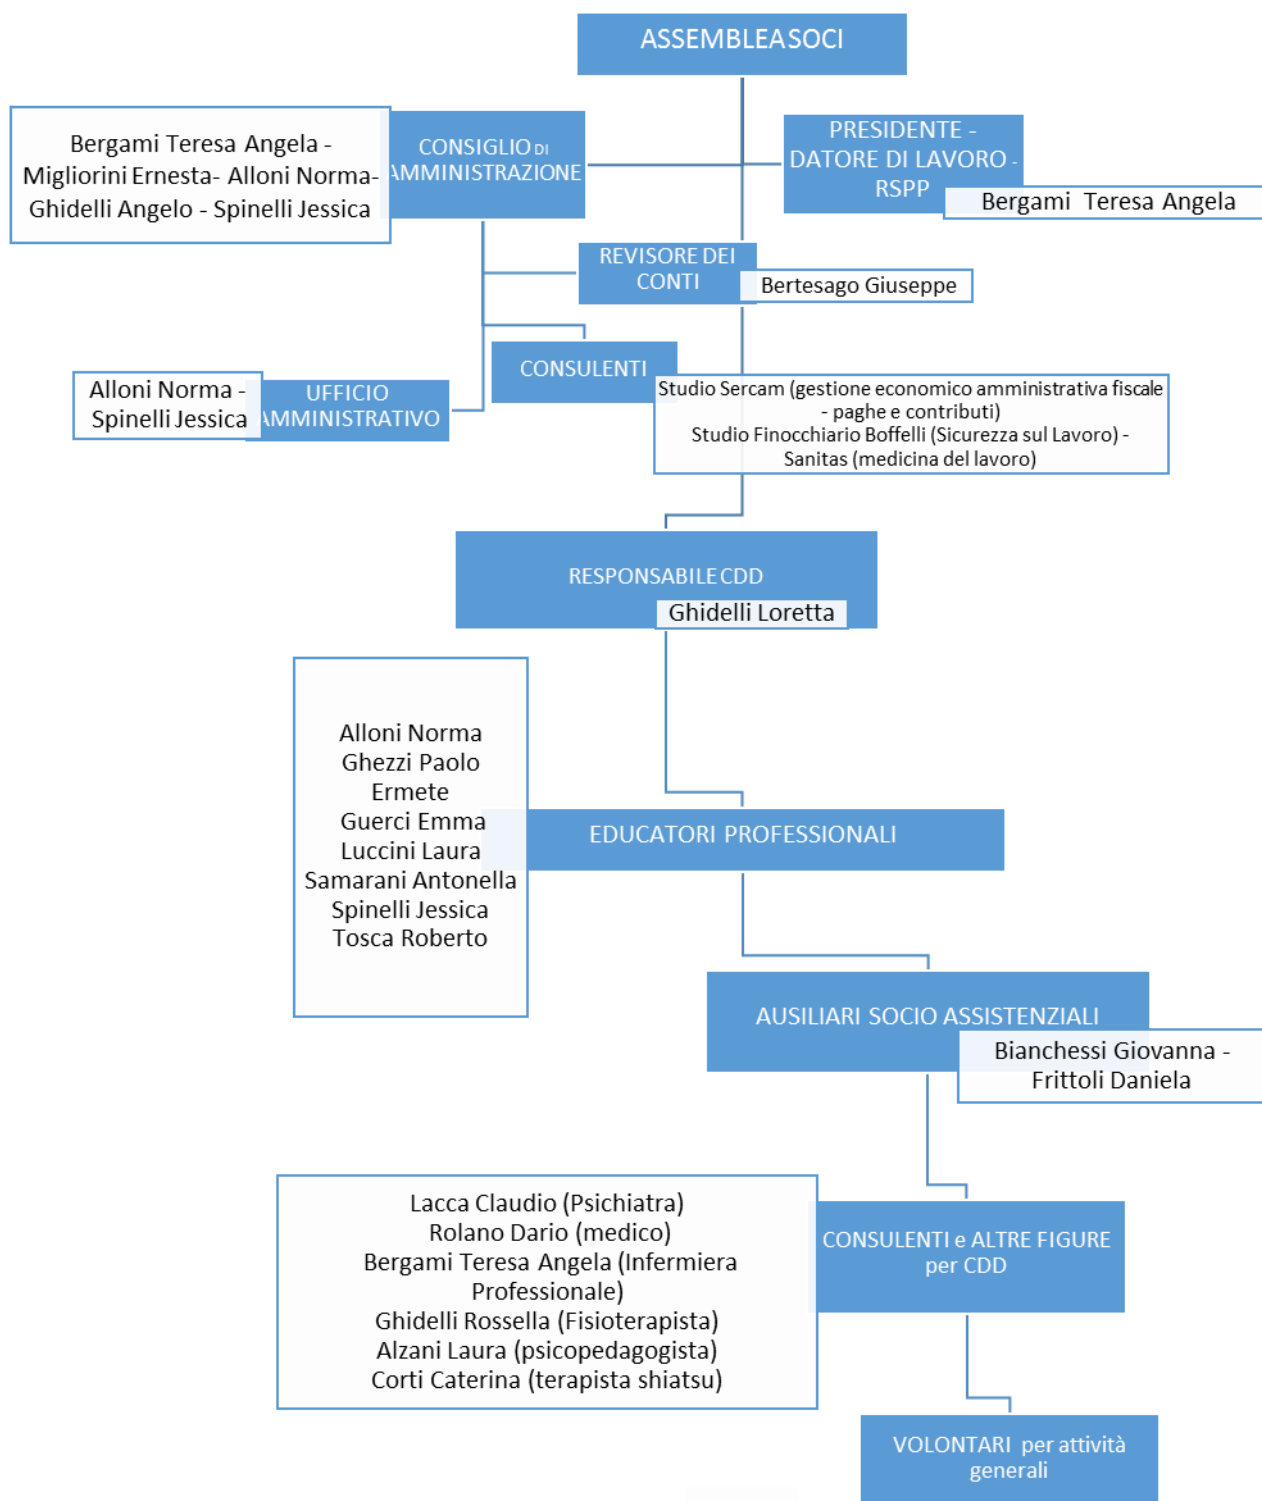 ASSEMBLEA SOCI
Bergami Teresa Angela -
Migliorini Ernesta- Alloni Norma-
Ghidelli Angelo - Spinelli Jessica
CONSIGLIO DI
AMMINISTRAZIONE
PRESIDENTE -
DATORE DI LAVORO -
RSPP
Bergami Teresa Angela
REVISORE DEI
CONTI
Bertesago Giuseppe
CONSULENTI
Studio Sercam (gestione economico amministrativa fiscale
- paghe e contributi)
Studio Finocchiario Boffelli (Sicurezza sul Lavoro) -
Sanitas (medicina del lavoro)
Alloni Norma -
Spinelli Jessica
UFFICIO
AMMINISTRATIVO
RESPONSABILE CDD
Ghidelli Loretta
Alloni Norma
Ghezzi Paolo
Ermete
Guerci Emma
Luccini Laura
Samarani Antonella
Spinelli Jessica
Tosca Roberto
EDUCATORI PROFESSIONALI
AUSILIARI SOCIO ASSISTENZIALI
Bianchessi Giovanna -
Frittoli Daniela
Lacca Claudio (Psichiatra)
Rolano Dario (medico)
Bergami Teresa Angela (Infermiera
Professionale)
Ghidelli Rossella (Fisioterapista)
Alzani Laura (psicopedagogista)
Corti Caterina (terapista shiatsu)
CONSULENTI e ALTRE FIGURE
per CDD
VOLONTARI per attività
generali